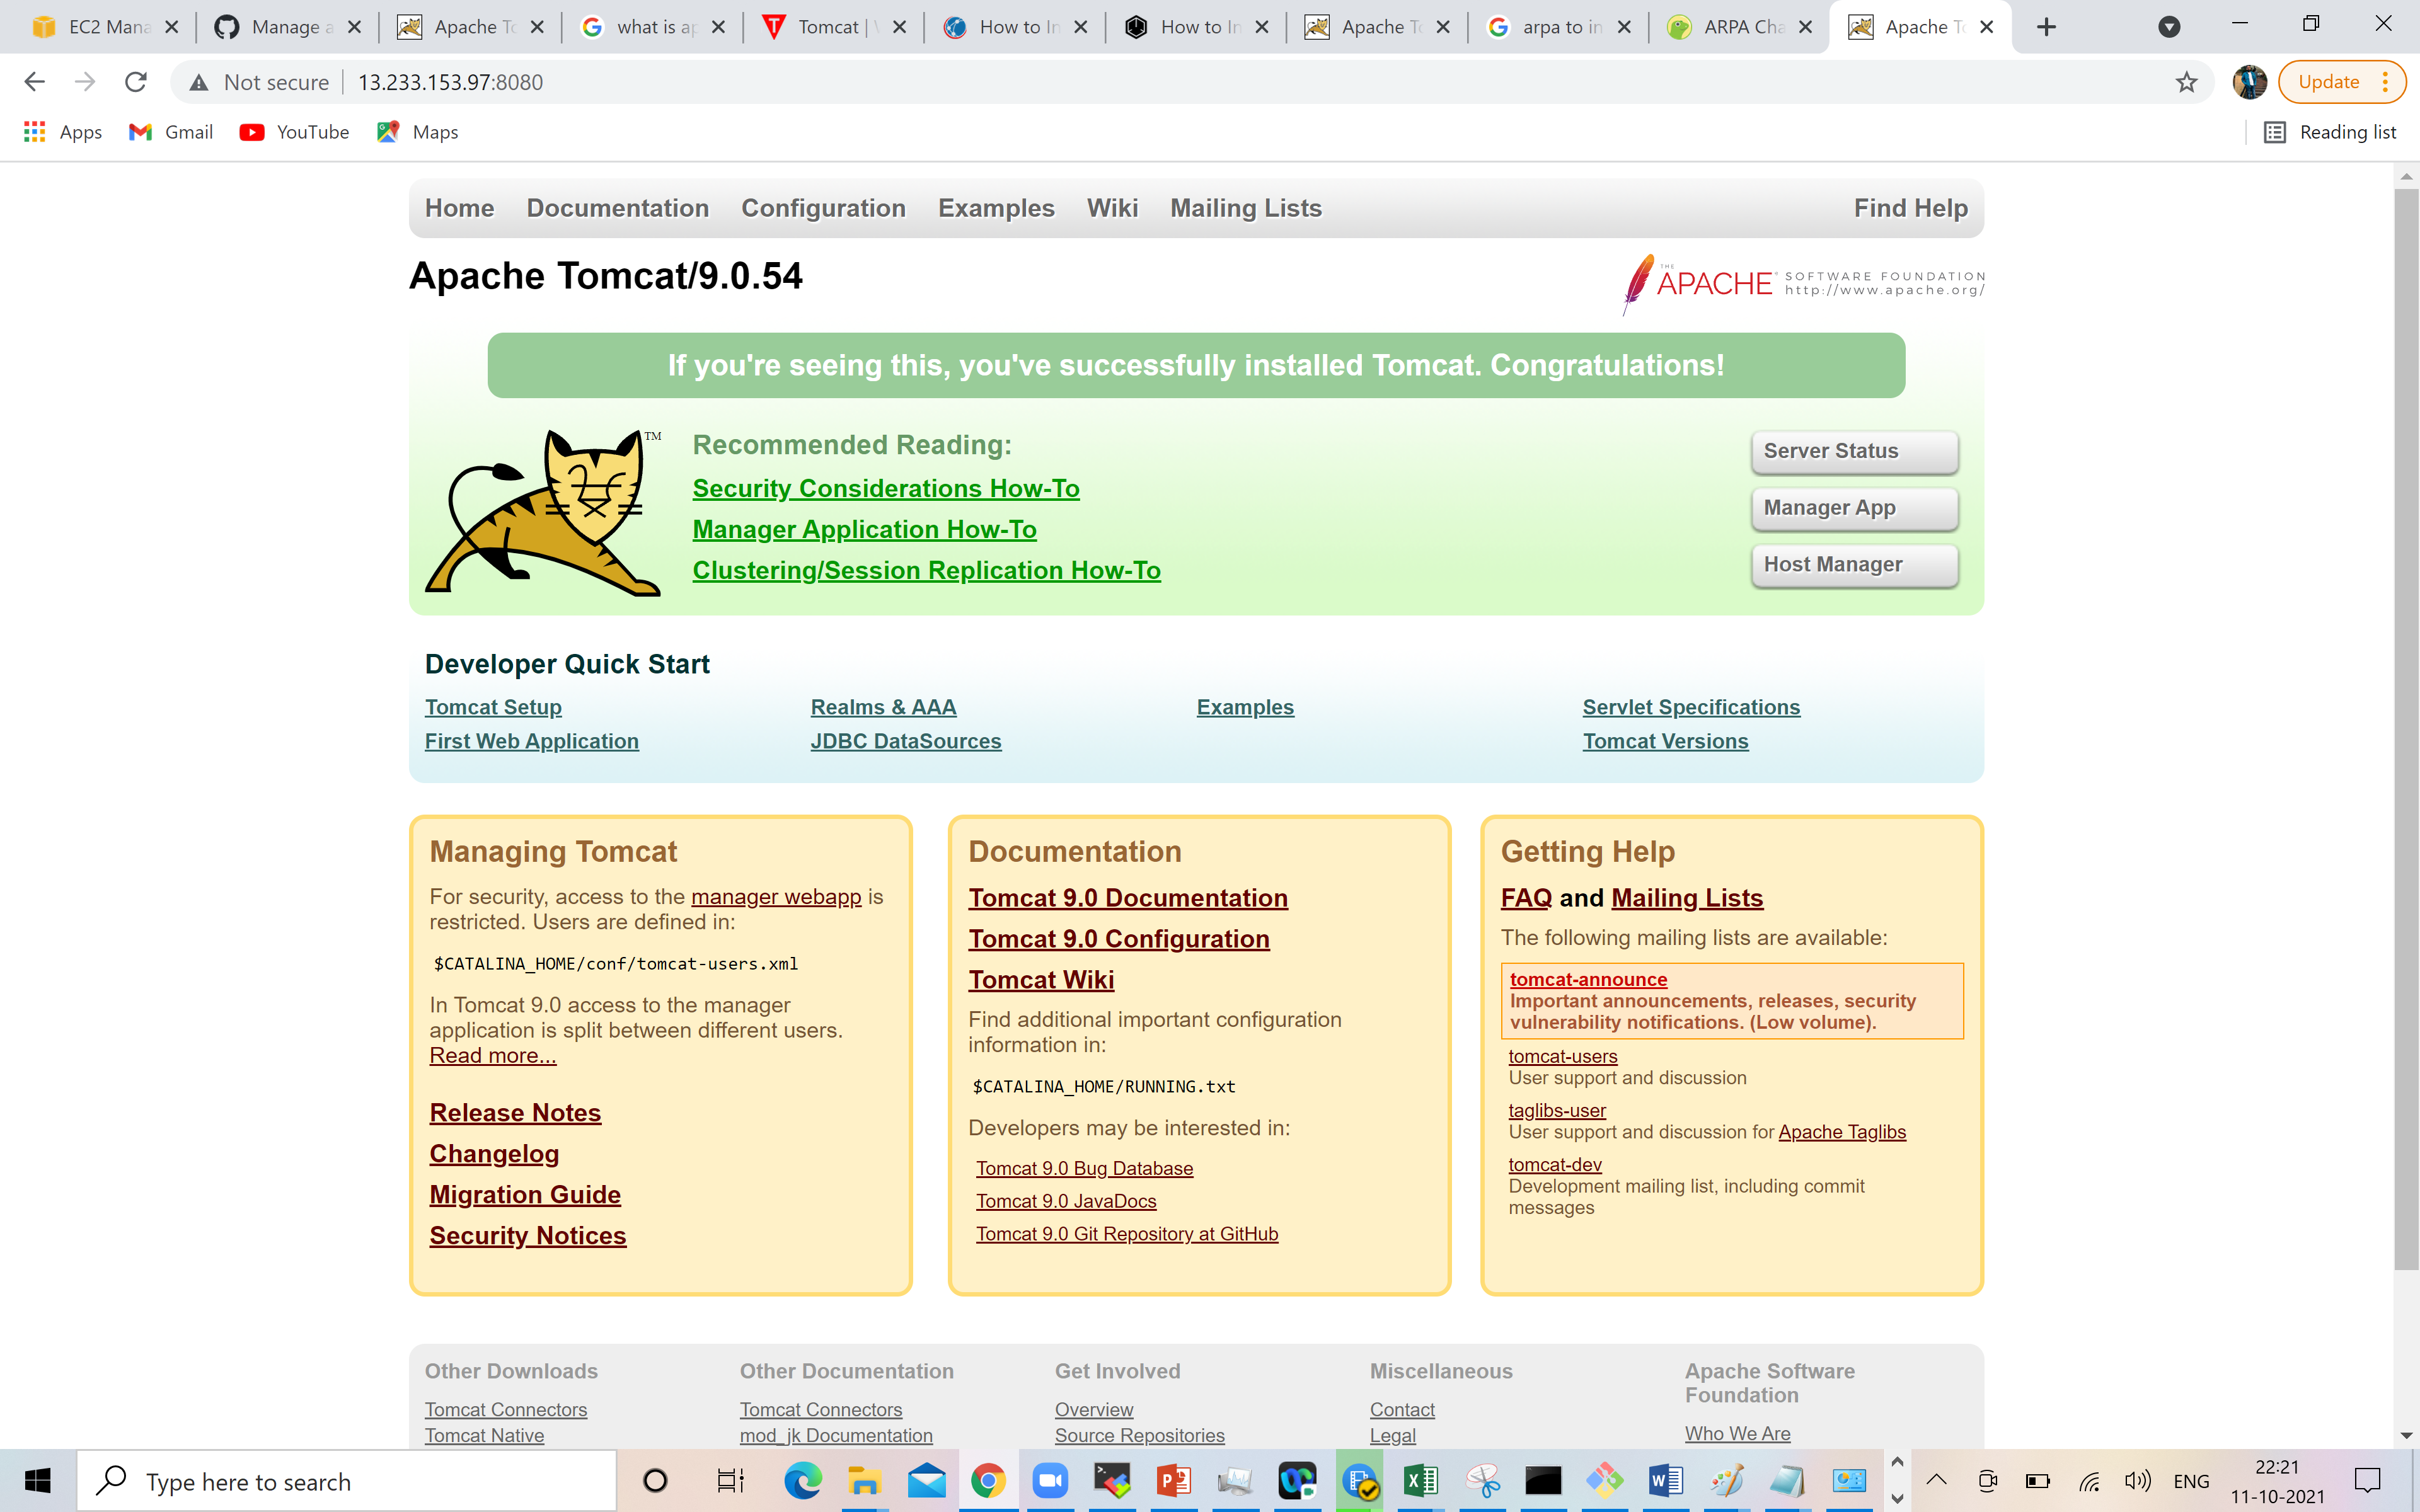 EC2 Mana
Manage a
Apache To
what is ap
Tomcat | V
How to In
How to In
Apache To
arpa to in
ARPA Cha
Apache To
Not secure
13.233.153.97:8080
Update
Apps
Gmail
YouTube
Maps
Reading list
Home Documentation Configuration Examples Wiki Mailing Lists Find Help
Apache Tomcat/9.0.54
THE APACHE SOFTWARE FOUNDATION
http://www.apache.org/
If you're seeing this, you've successfully installed Tomcat. Congratulations!
TM
Recommended Reading:
Security Considerations How-To
Manager Application How-To
Clustering/Session Replication How-To
Server Status
Manager App
Host Manager
Developer Quick Start
Tomcat Setup
First Web Application
Realms & AAA
JDBC DataSources
Examples
Servlet Specifications
Tomcat Versions
Managing Tomcat
For security, access to the manager webapp is
restricted. Users are defined in:
$CATALINA_HOME/conf/tomcat-users.xml
In Tomcat 9.0 access to the manager
application is split between different users.
Read more...
Release Notes
Changelog
Migration Guide
Security Notices
Documentation
Tomcat 9.0 Documentation
Tomcat 9.0 Configuration
Tomcat Wiki
Find additional important configuration
information in:
$CATALINA_HOME/RUNNING.txt
Developers may be interested in:
Tomcat 9.0 Bug Database
Tomcat 9.0 JavaDocs
Tomcat 9.0 Git Repository at GitHub
Getting Help
FAQ and Mailing Lists
The following mailing lists are available:
tomcat-announce
Important announcements, releases, security
vulnerability notifications. (Low volume).
tomcat-users
User support and discussion
taglibs-user
User support and discussion for Apache Taglibs
tomcat-dev
Development mailing list, including commit
messages
Other Downloads
Tomcat Connectors
Tomcat Native
Other Documentation
Tomcat Connectors
mod_jk Documentation
Get Involved
Overview
Source Repositories
Miscellaneous
Contact
Legal
Apache Software
Foundation
Who We Are
Type here to search
ENG
22:21
11-10-2021